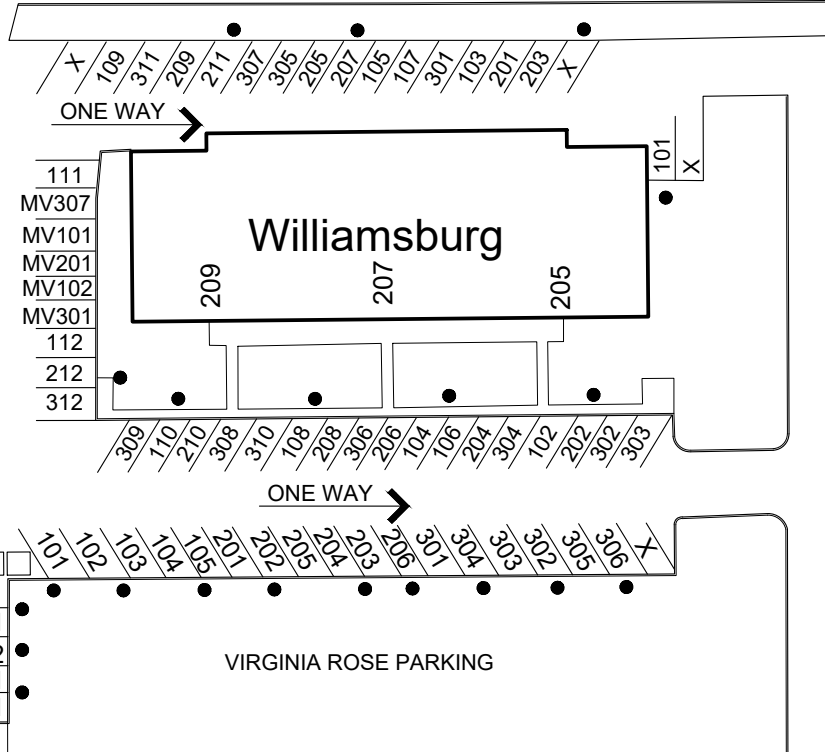 X 109 311 209 211 307 305 205 207 105 107 301 103 201 203 X
ONE WAY
101
X
111
MV307
MV101
MV201
MV102
MV301
112
212
312
Williamsburg
209 207 205
309 110 210 308 310 108 208 306 206 104 106 204 304 102 202 302 303
ONE WAY
101 102 103 104 105 201 202 205 204 203 206 301 304 303 302 305 306 X
VIRGINIA ROSE PARKING